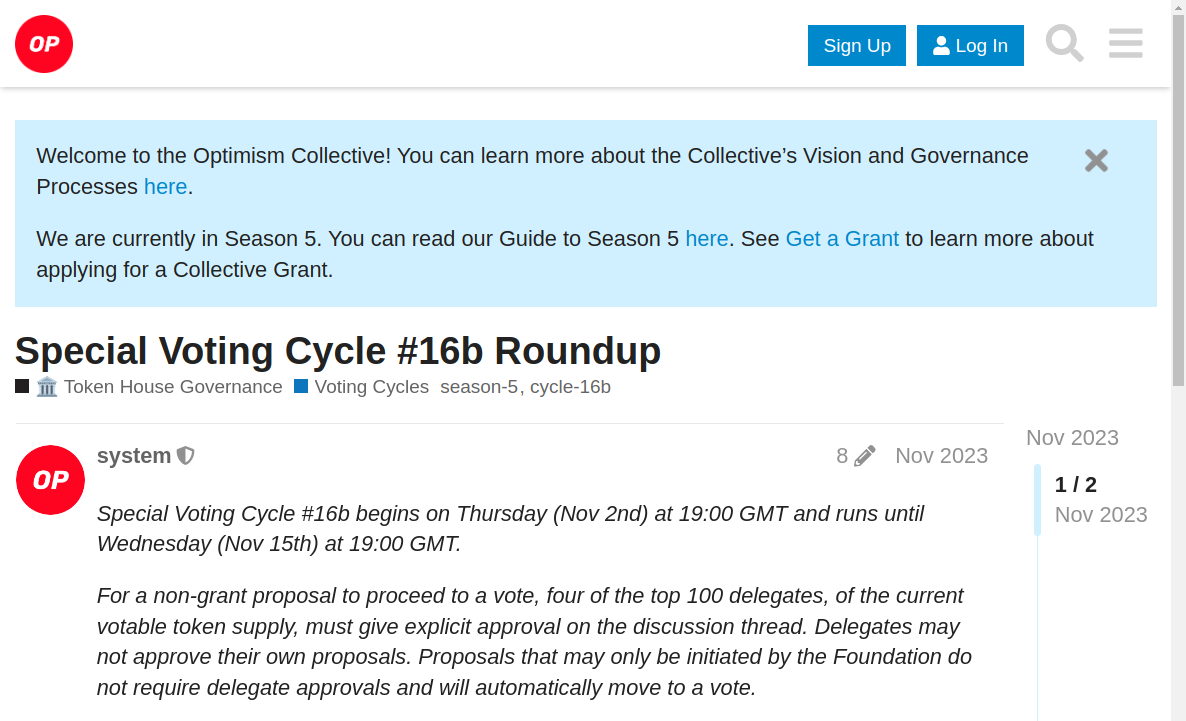 OP
Sign Up
Log In
Welcome to the Optimism Collective! You can learn more about the Collective’s Vision and Governance
Processes here.
We are currently in Season 5. You can read our Guide to Season 5 here. See Get a Grant to learn more about
applying for a Collective Grant.
Special Voting Cycle #16b Roundup
🏛️ Token House Governance Voting Cycles season-5, cycle-16b
OP
system 8 Nov 2023
Special Voting Cycle #16b begins on Thursday (Nov 2nd) at 19:00 GMT and runs until
Wednesday (Nov 15th) at 19:00 GMT.
For a non-grant proposal to proceed to a vote, four of the top 100 delegates, of the current
votable token supply, must give explicit approval on the discussion thread. Delegates may
not approve their own proposals. Proposals that may only be initiated by the Foundation do
not require delegate approvals and will automatically move to a vote.
Nov 2023
1 / 2
Nov 2023